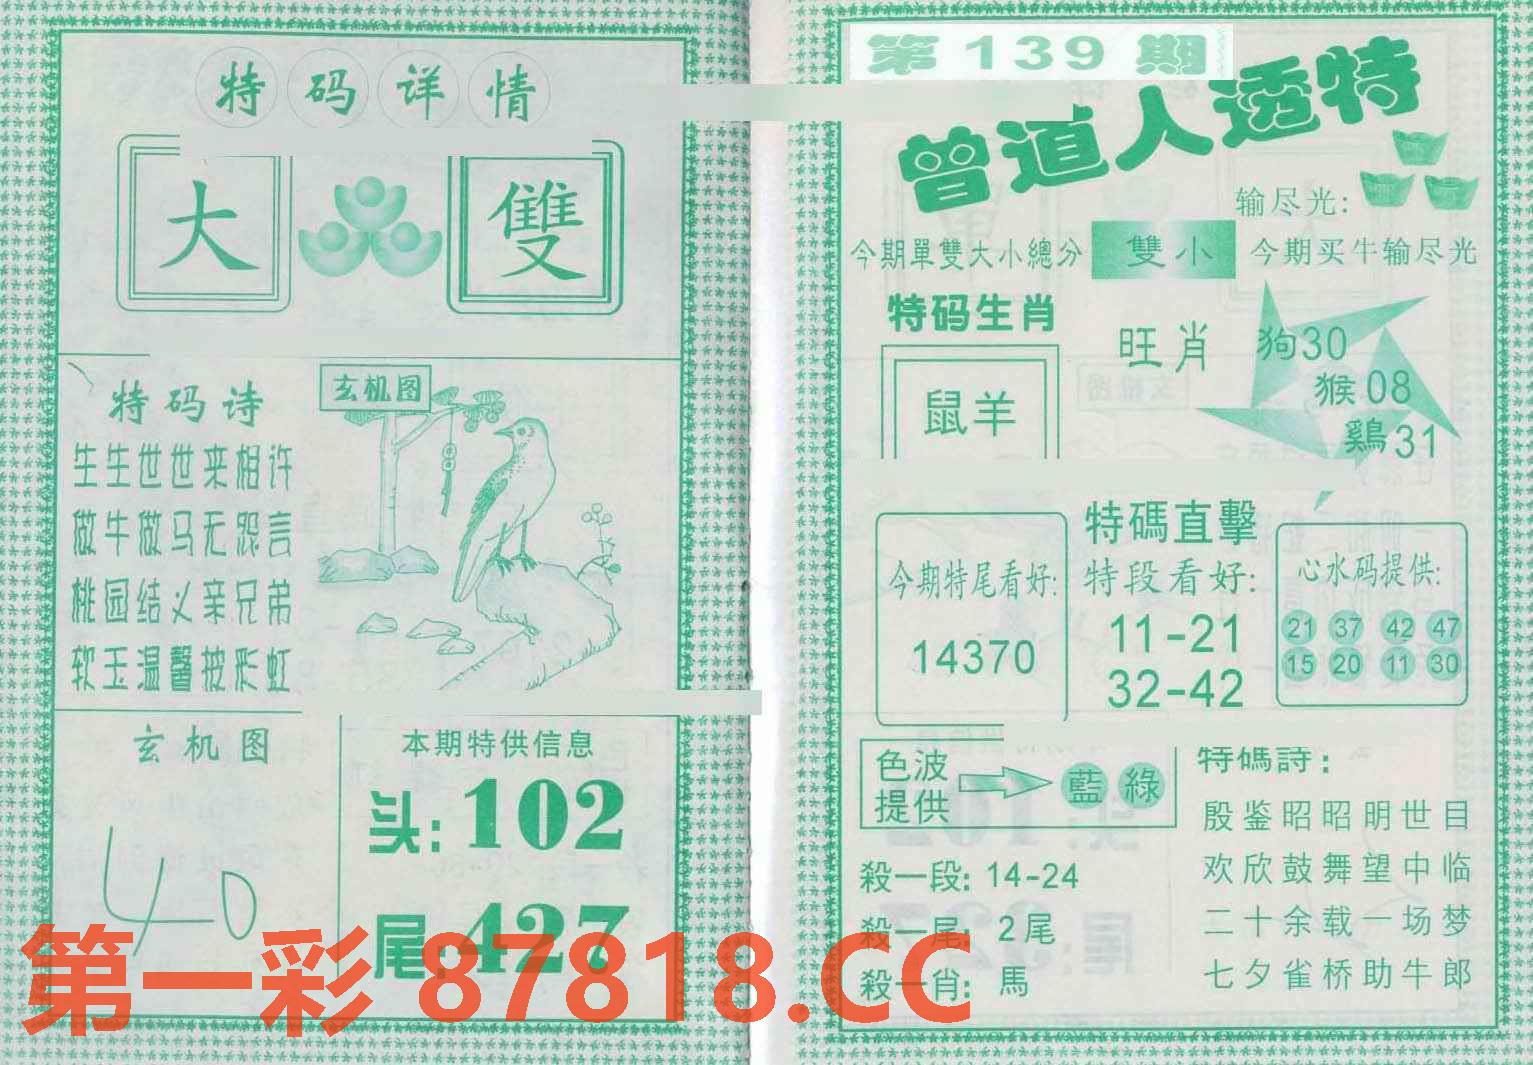 特码详情
大
雙
特码诗
生生世世来相许
做牛做马无怨言
桃园结义亲兄弟
软玉温馨披彩虹
玄机图
玄机图
40
本期特供信息
头:102
尾:427
第139期
曾道人透特
输尽光:
今期單雙大小總分
雙小
今期买牛输尽光
特码生肖
鼠羊
旺肖
狗30
猴08
鷄31
今期特尾看好:
14370
特碼直擊
特段看好:
11-21
32-42
心水码提供:
21 37 42 47
15 20 11 30
色波
提供
藍 綠
殺一段: 14-24
殺一尾: 2尾
殺一肖: 馬
特碼詩:
殷鉴昭昭明世目
欢欣鼓舞望中临
二十余载一场梦
七夕雀桥助牛郎
第一彩 87818.CC